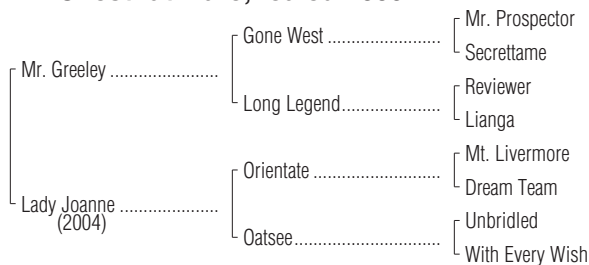 Mr. Prospector
Gone West
Secrettame
Mr. Greeley
Reviewer
Long Legend
Lianga
Mt. Livermore
Orientate
Dream Team
Lady Joanne
(2004)
Unbridled
Oatsee
With Every Wish